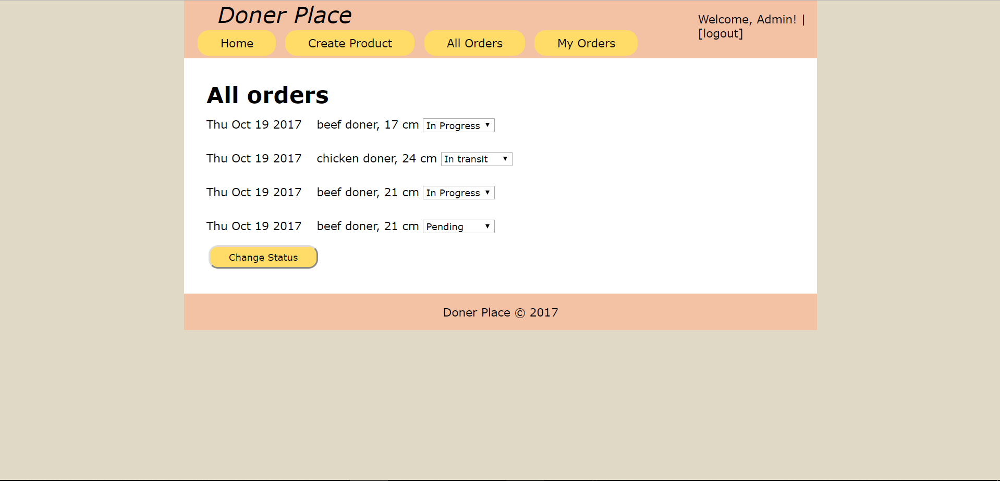 Doner Place
Welcome, Admin! |
[logout]
Home Create Product All Orders My Orders
All orders
Thu Oct 19 2017 beef doner, 17 cm In Progress
Thu Oct 19 2017 chicken doner, 24 cm In transit
Thu Oct 19 2017 beef doner, 21 cm In Progress
Thu Oct 19 2017 beef doner, 21 cm Pending
Change Status
Doner Place © 2017